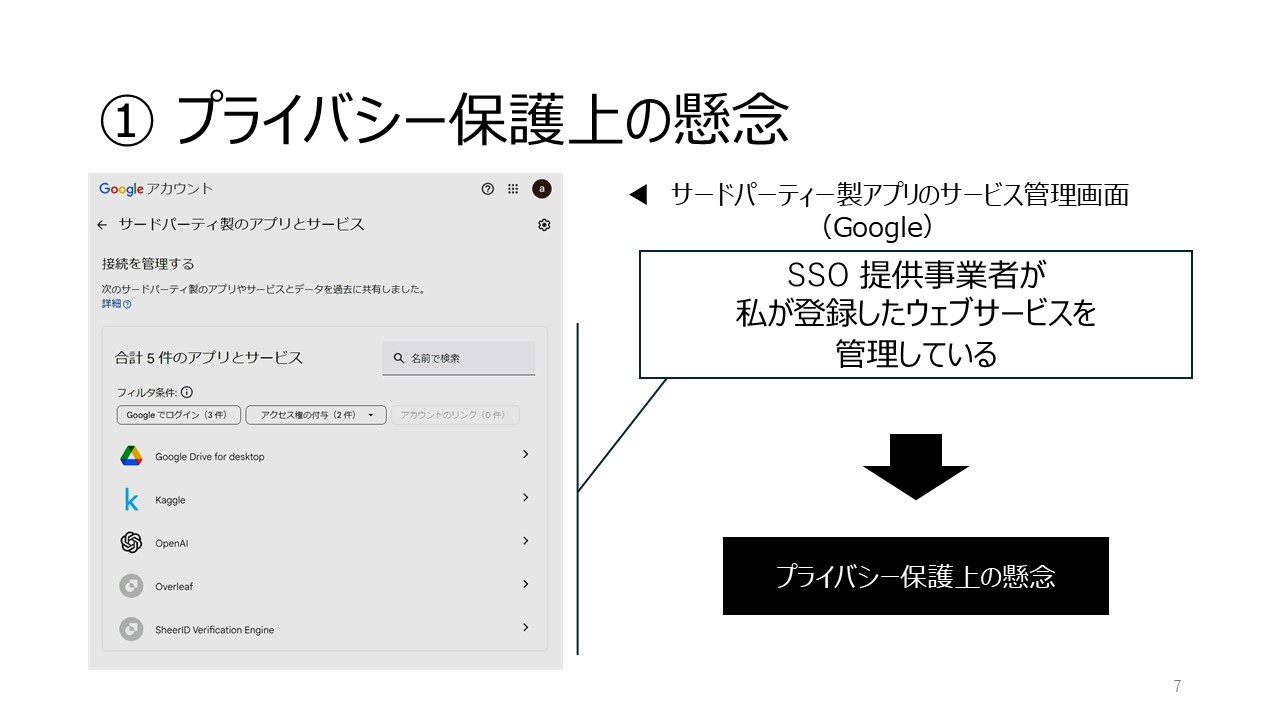 ① プライバシー保護上の懸念
Google アカウント
a
サードパーティ製のアプリとサービス
接続を管理する
次のサードパーティ製のアプリやサービスとデータを過去に共有しました。
詳細
合計 5 件のアプリとサービス
名前で検索
フィルタ条件:
Google でログイン（3 件）
アクセス権の付与（2 件）
アカウントのリンク（0 件）
Google Drive for desktop
Kaggle
OpenAI
Overleaf
SheerID Verification Engine
◀ サードパーティー製アプリのサービス管理画面
（Google）
SSO 提供事業者が
私が登録したウェブサービスを
管理している
プライバシー保護上の懸念
7